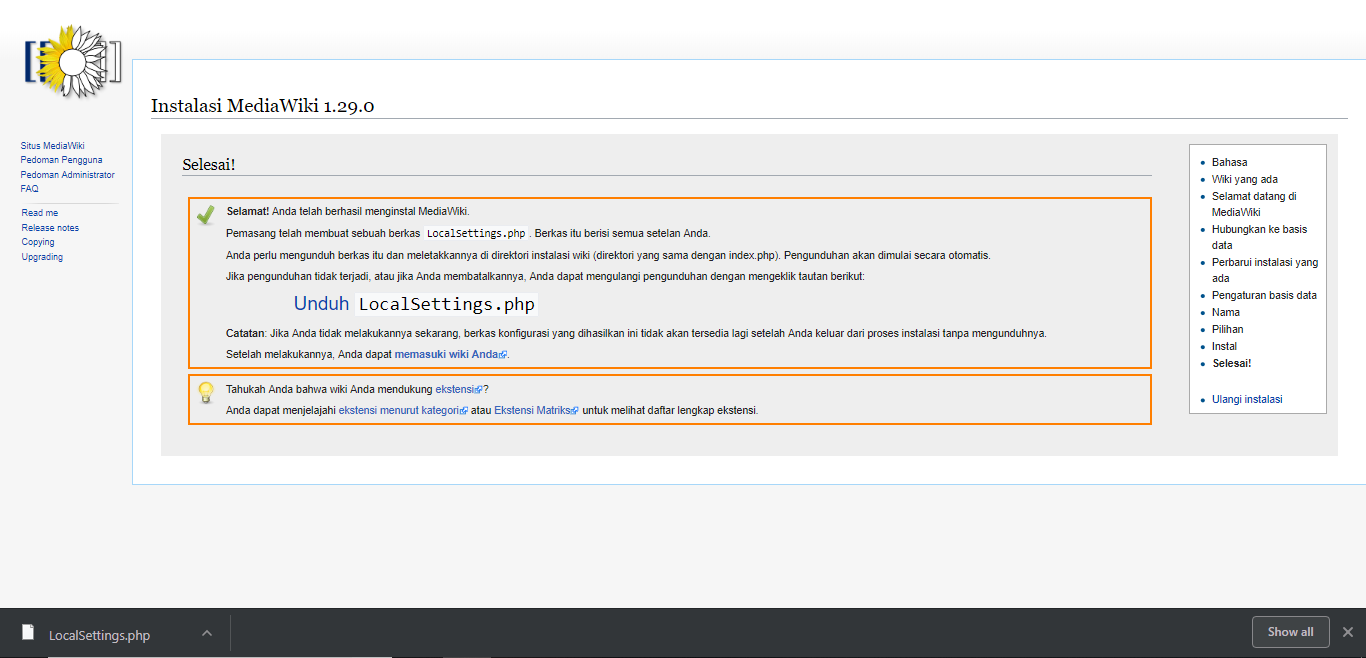 Instalasi MediaWiki 1.29.0
Situs MediaWiki
Pedoman Pengguna
Pedoman Administrator
FAQ
Read me
Release notes
Copying
Upgrading
Selesai!
Selamat! Anda telah berhasil menginstal MediaWiki.
Pemasang telah membuat sebuah berkas LocalSettings.php. Berkas itu berisi semua setelan Anda.
Anda perlu mengunduh berkas itu dan meletakkannya di direktori instalasi wiki (direktori yang sama dengan index.php). Pengunduhan akan dimulai secara otomatis.
Jika pengunduhan tidak terjadi, atau jika Anda membatalkannya, Anda dapat mengulangi pengunduhan dengan mengeklik tautan berikut:
Unduh LocalSettings.php
Catatan: Jika Anda tidak melakukannya sekarang, berkas konfigurasi yang dihasilkan ini tidak akan tersedia lagi setelah Anda keluar dari proses instalasi tanpa mengunduhnya.
Setelah melakukannya, Anda dapat memasuki wiki Anda.
Tahukah Anda bahwa wiki Anda mendukung ekstensi?
Anda dapat menjelajahi ekstensi menurut kategori atau Ekstensi Matriks untuk melihat daftar lengkap ekstensi.
Bahasa
Wiki yang ada
Selamat datang di
MediaWiki
Hubungkan ke basis
data
Perbarui instalasi yang
ada
Pengaturan basis data
Nama
Pilihan
Instal
Selesai!
Ulangi instalasi
LocalSettings.php
Show all